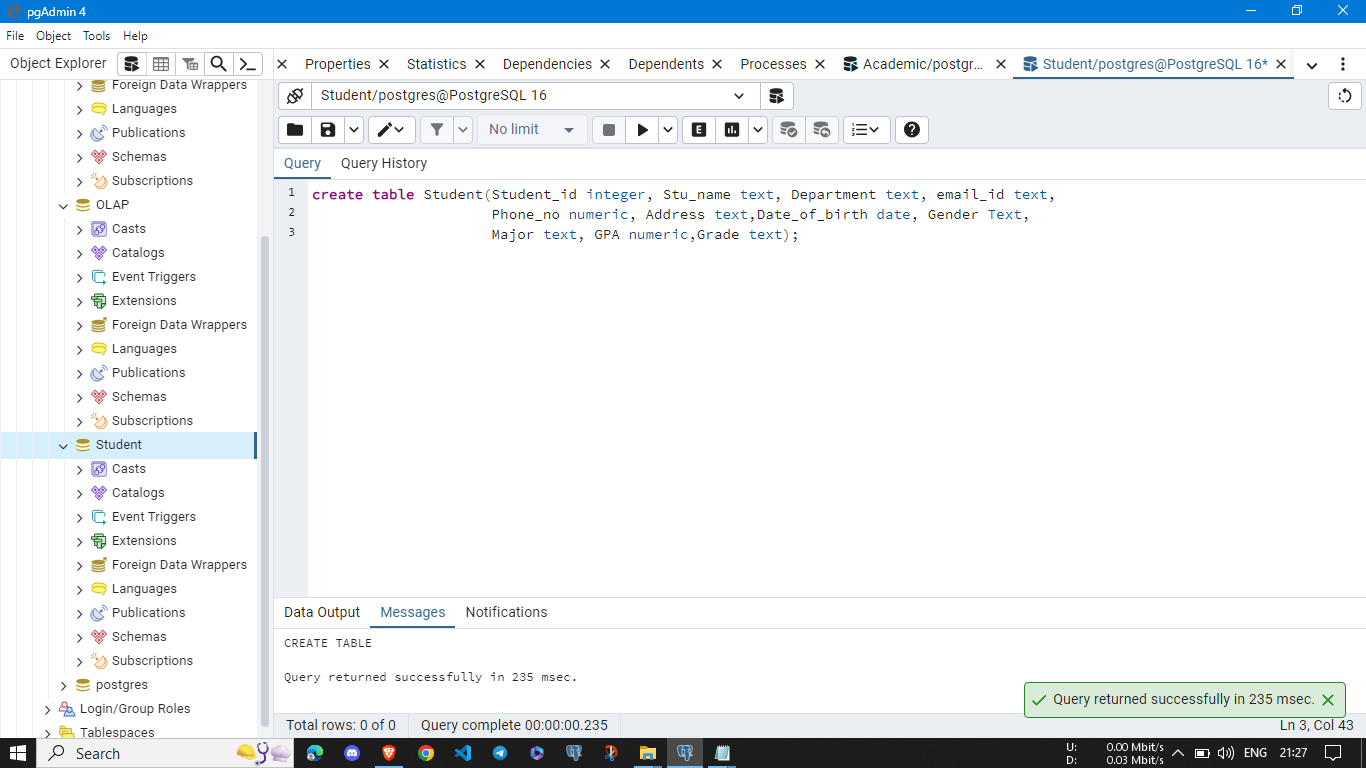 pgAdmin 4
File Object Tools Help
Object Explorer
Properties Statistics Dependencies Dependents Processes Academic/postgr... Student/postgres@PostgreSQL 16*
Foreign Data Wrappers
Languages
Publications
Schemas
Subscriptions
OLAP
Casts
Catalogs
Event Triggers
Extensions
Foreign Data Wrappers
Languages
Publications
Schemas
Subscriptions
Student
Casts
Catalogs
Event Triggers
Extensions
Foreign Data Wrappers
Languages
Publications
Schemas
Subscriptions
postgres
Login/Group Roles
Tablespaces
Student/postgres@PostgreSQL 16
No limit
E
Query Query History
1 create table Student(Student_id integer, Stu_name text, Department text, email_id text,
2 Phone_no numeric, Address text,Date_of_birth date, Gender Text,
3 Major text, GPA numeric,Grade text);
Data Output Messages Notifications
CREATE TABLE
Query returned successfully in 235 msec.
Query returned successfully in 235 msec.
Total rows: 0 of 0 Query complete 00:00:00.235 Ln 3, Col 43
Search
U: 0.00 Mbit/s
D: 0.03 Mbit/s
ENG 21:27